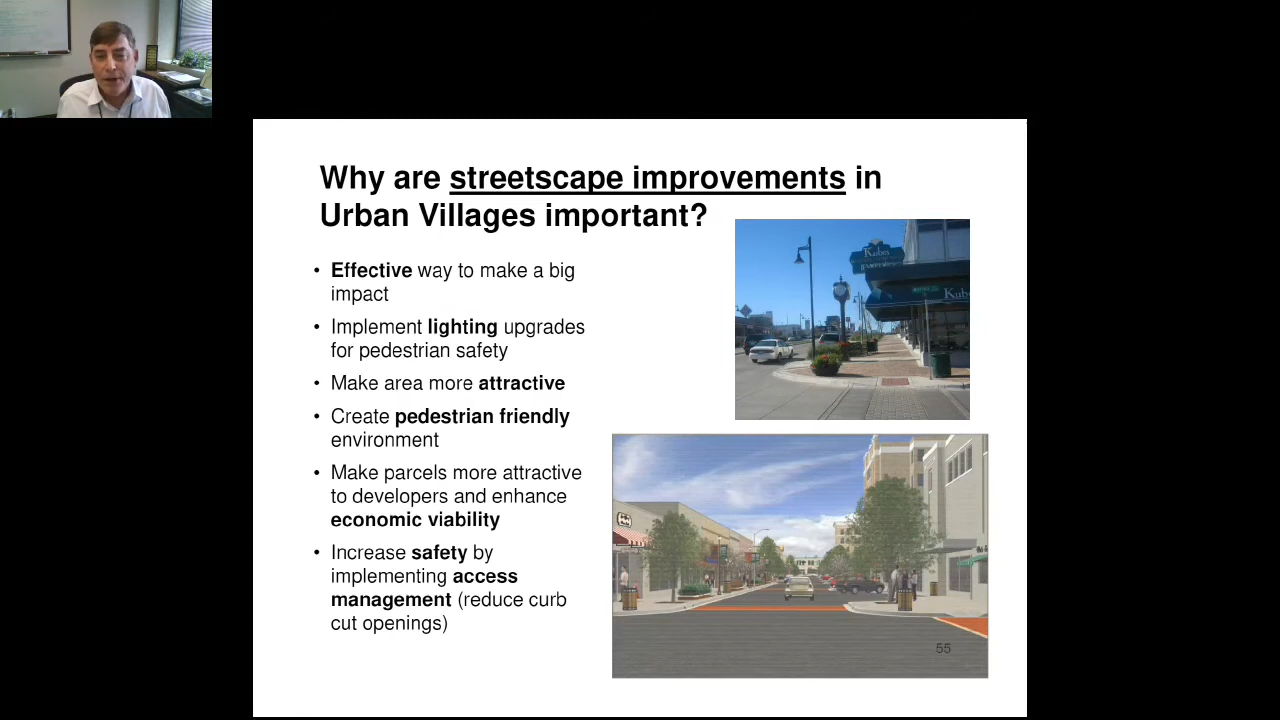 Why are streetscape improvements in
Urban Villages important?
• Effective way to make a big
impact
• Implement lighting upgrades
for pedestrian safety
• Make area more attractive
• Create pedestrian friendly
environment
• Make parcels more attractive
to developers and enhance
economic viability
• Increase safety by
implementing access
management (reduce curb
cut openings)
Kubes
Kubes
55